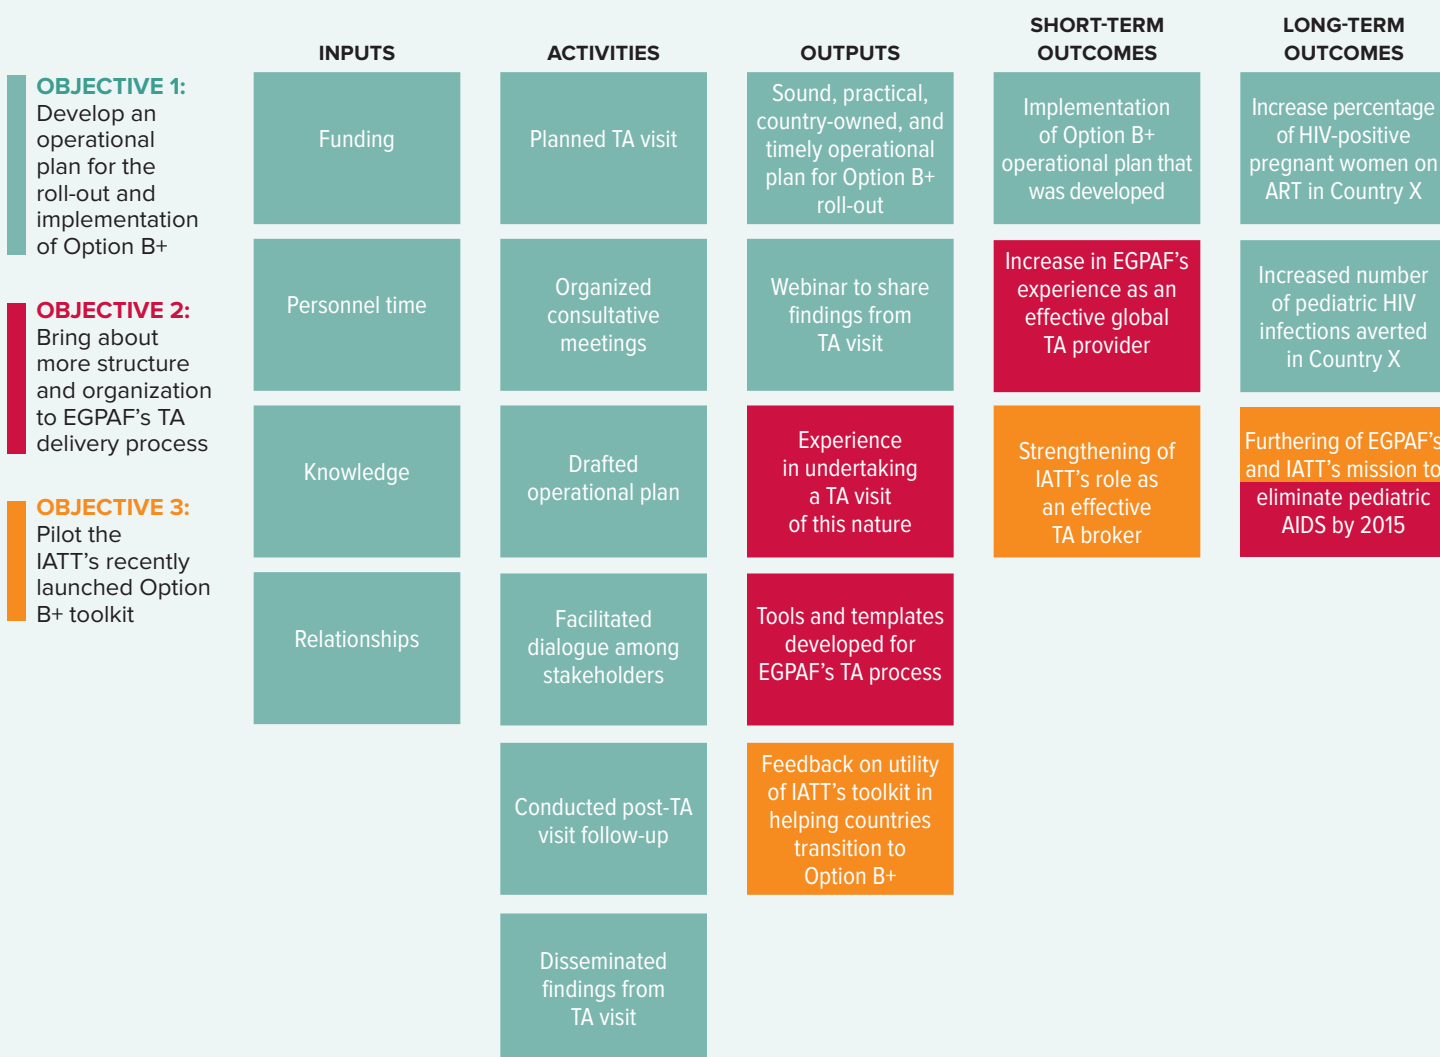 OBJECTIVE 1:
Develop an
operational
plan for the
roll-out and
implementation
of Option B+
OBJECTIVE 2:
Bring about
more structure
and organization
to EGPAF's TA
delivery process
OBJECTIVE 3:
Pilot the
IATT's recently
launched Option
B+ toolkit
INPUTS
Funding
Personnel time
Knowledge
Relationships
ACTIVITIES
Planned TA visit
Organized
consultative
meetings
Drafted
operational plan
Facilitated
dialogue among
stakeholders
Conducted post-TA
visit follow-up
Disseminated
findings from
TA visit
OUTPUTS
Sound, practical,
country-owned, and
timely operational
plan for Option B+
roll-out
Webinar to share
findings from
TA visit
Experience
in undertaking
a TA visit
of this nature
Tools and templates
developed for
EGPAF's TA process
Feedback on utility
of IATT's toolkit in
helping countries
transition to
Option B+
SHORT-TERM
OUTCOMES
Implementation
of Option B+
operational plan that
was developed
Increase in EGPAF's
experience as an
effective global
TA provider
Strengthening of
IATT's role as
an effective
TA broker
LONG-TERM
OUTCOMES
Increase percentage
of HIV-positive
pregnant women on
ART in Country X
Increased number
of pediatric HIV
infections averted
in Country X
Furthering of EGPAF's
and IATT's mission to
eliminate pediatric
AIDS by 2015